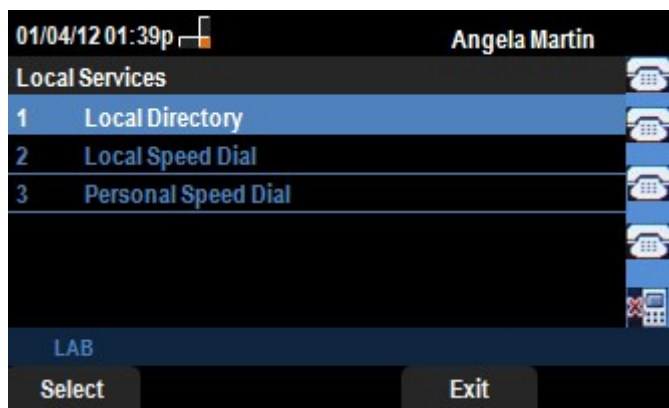 01/04/12 01:39p Angela Martin
Local Services
1 Local Directory
2 Local Speed Dial
3 Personal Speed Dial
LAB
Select Exit